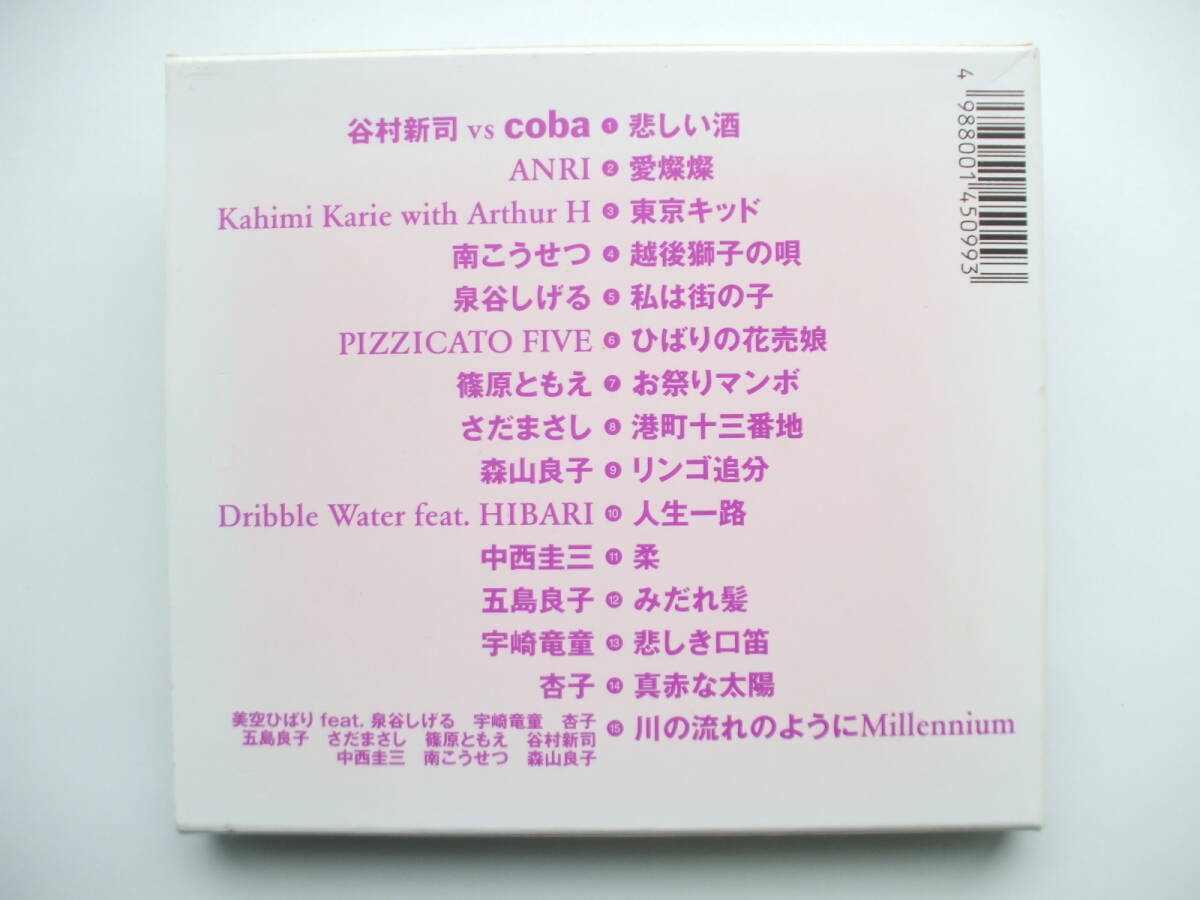 谷村新司 vs coba ❶ 悲しい酒
ANRI ❷ 愛燦燦
Kahimi Karie with Arthur H ❸ 東京キッド
南こうせつ ❹ 越後獅子の唄
泉谷しげる ❺ 私は街の子
PIZZICATO FIVE ❻ ひばりの花売娘
篠原ともえ ❼ お祭りマンボ
さだまさし ❽ 港町十三番地
森山良子 ❾ リンゴ追分
Dribble Water feat. HIBARI ❿ 人生一路
中西圭三 ⓫ 柔
五島良子 ⓬ みだれ髪
宇崎竜童 ⓭ 悲しき口笛
杏子 ⓮ 真赤な太陽
美空ひばり feat. 泉谷しげる 宇崎竜童 杏子
五島良子 さだまさし 篠原ともえ 谷村新司
中西圭三 南こうせつ 森山良子
⓯ 川の流れのようにMillennium
4 988001 450993